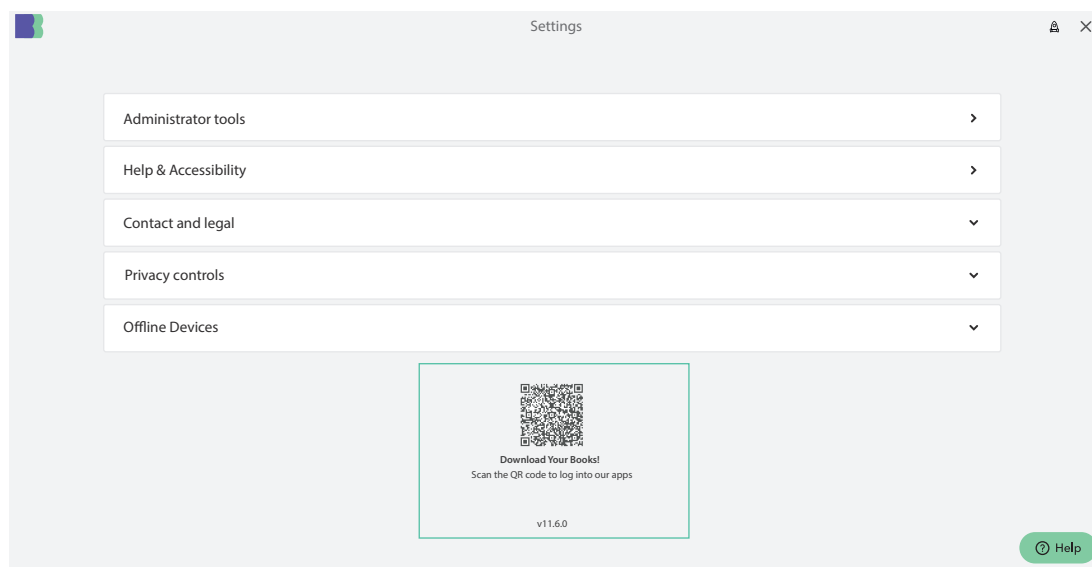 Settings
Administrator tools
Help & Accessibility
Contact and legal
Privacy controls
Offline Devices
Download Your Books!
Scan the QR code to log into our apps
v11.6.0
Help